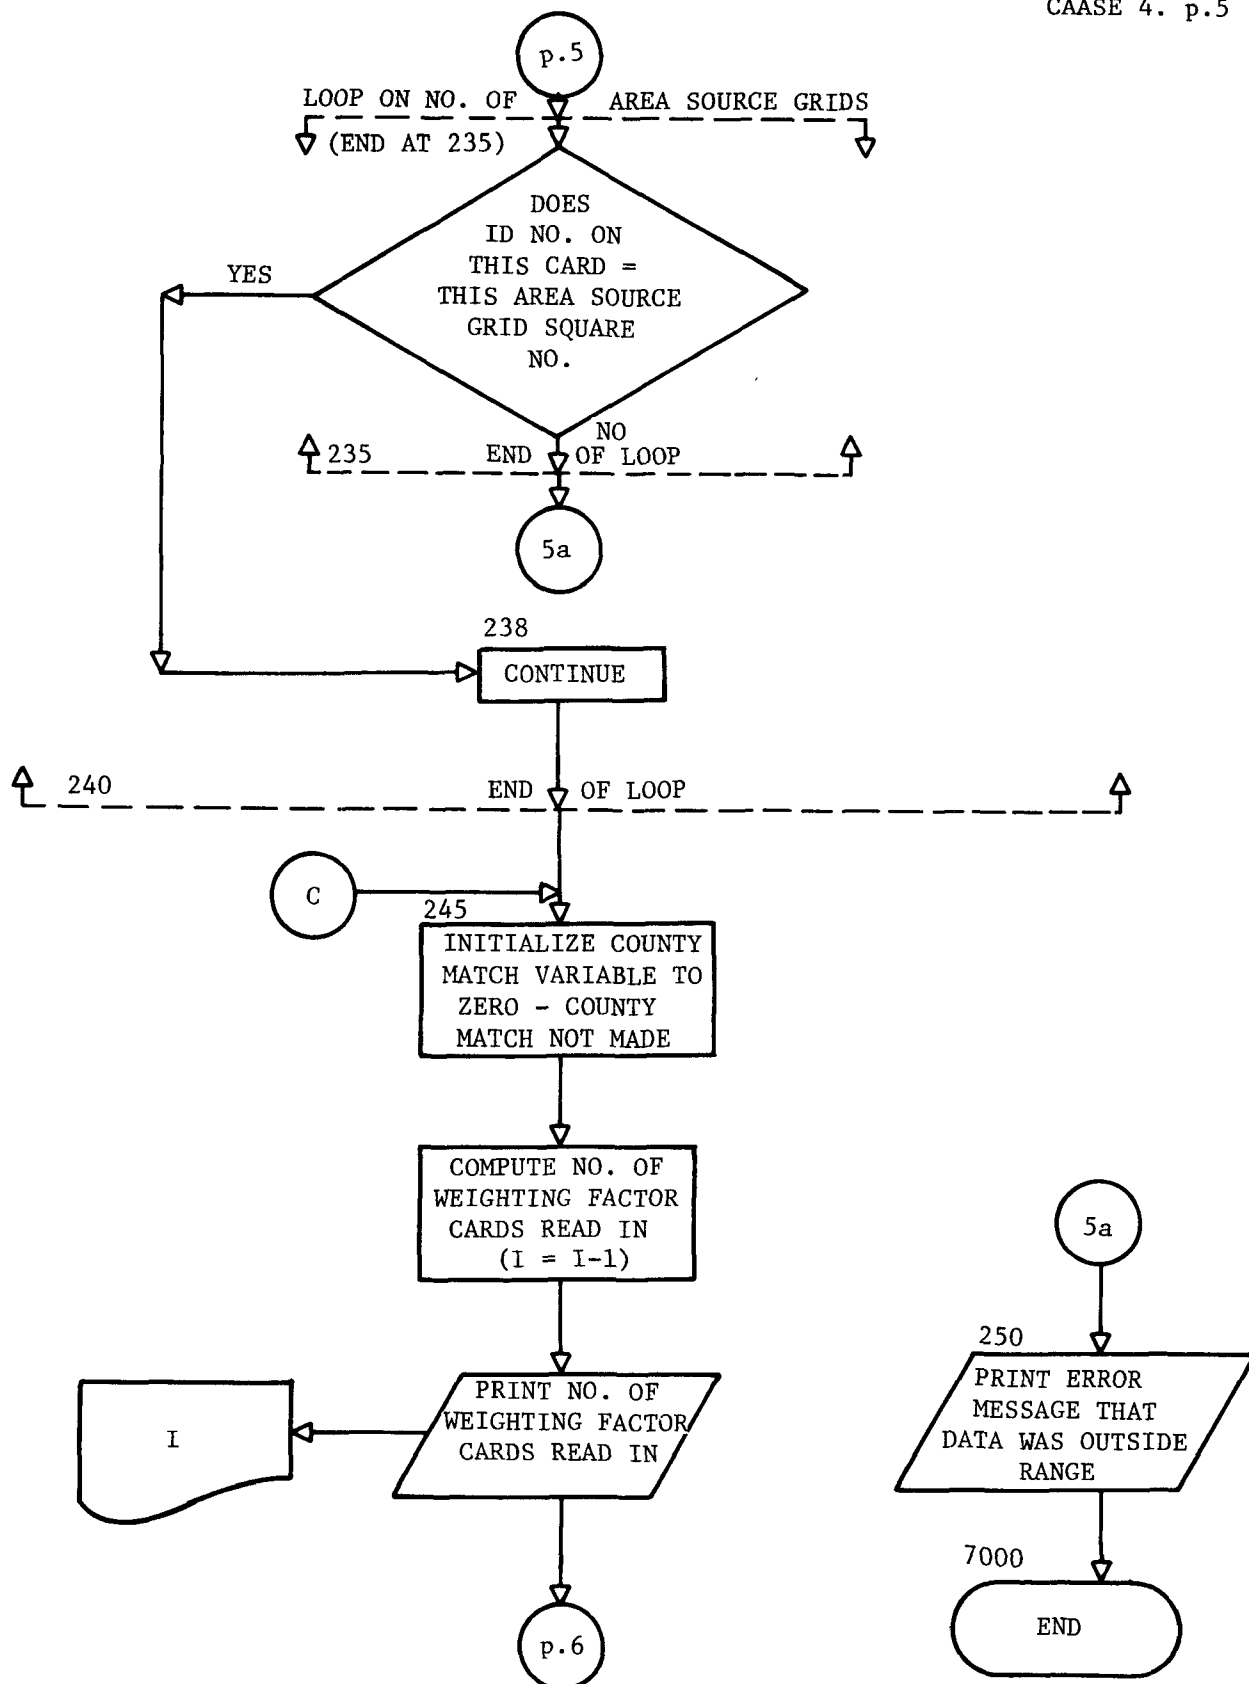 CAASE 4. p.5
p.5
LOOP ON NO. OF AREA SOURCE GRIDS
(END AT 235)
DOES
ID NO. ON
THIS CARD =
THIS AREA SOURCE
GRID SQUARE
NO.
YES
NO
235 END OF LOOP
5a
238
CONTINUE
240 END OF LOOP
C
245
INITIALIZE COUNTY
MATCH VARIABLE TO
ZERO - COUNTY
MATCH NOT MADE
COMPUTE NO. OF
WEIGHTING FACTOR
CARDS READ IN
(I = I-1)
PRINT NO. OF
WEIGHTING FACTOR
CARDS READ IN
I
p.6
5a
250
PRINT ERROR
MESSAGE THAT
DATA WAS OUTSIDE
RANGE
7000
END